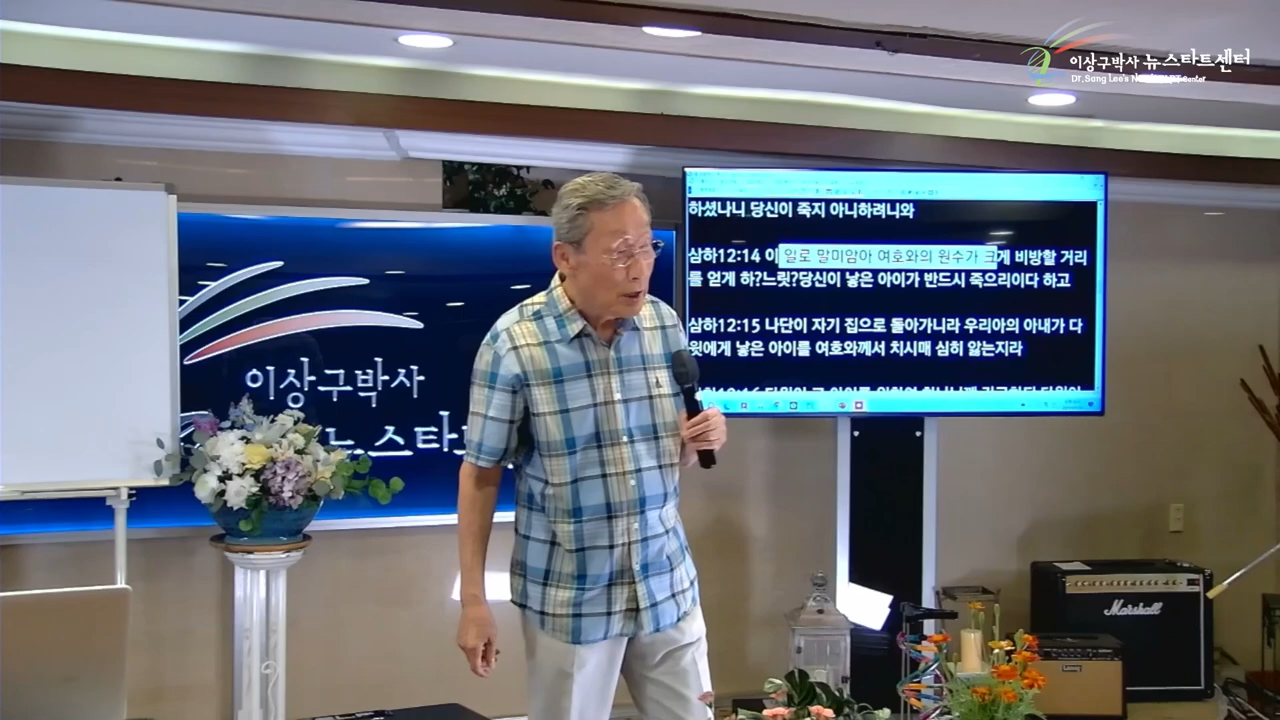 이상구박사 뉴스타트센터
Dr.Sang Lee's Center
하셨나니 당신이 죽지 아니하려니와
삼하12:14 이 일로 말미암아 여호와의 원수가 크게 비방할 거리
를 얻게 하?느릿?당신이 낳은 아이가 반드시 죽으리이다 하고
삼하12:15 나단이 자기 집으로 돌아가니라 우리아의 아내가 다
윗에게 낳은 아이를 여호와께서 치시매 심히 앓는지라
이상구박사
뉴스타트
Marshall
Laney